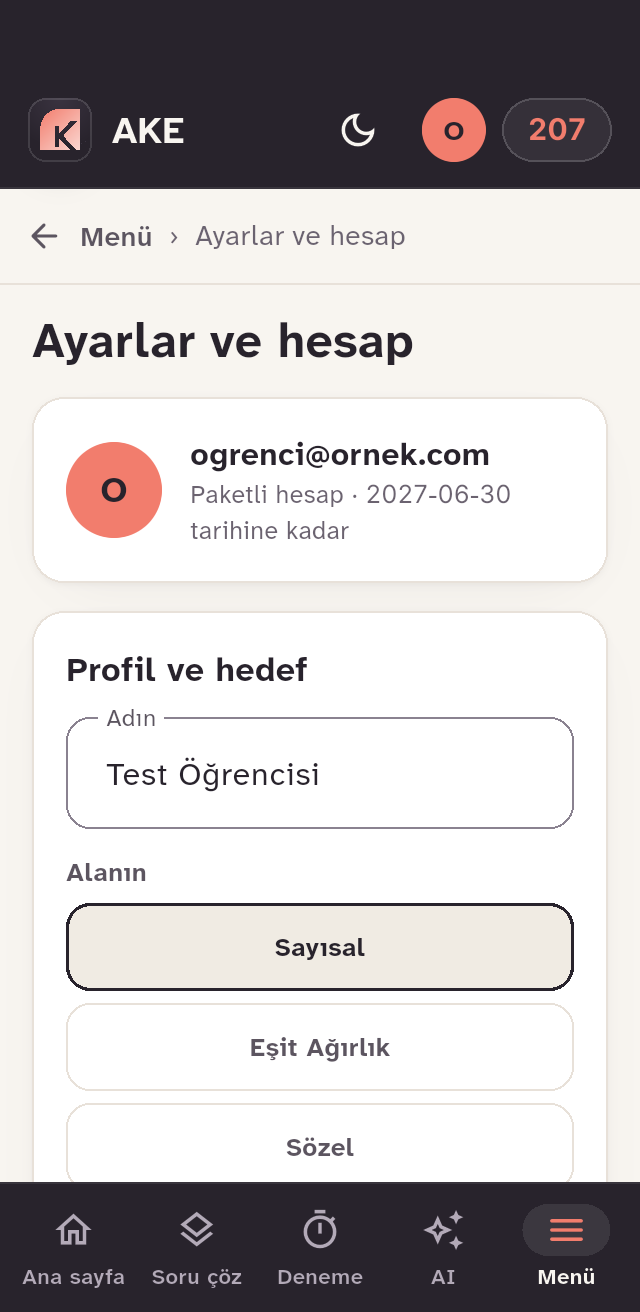 K
AKE
O
207
Menü › Ayarlar ve hesap
Ayarlar ve hesap
O
ogrenci@ornek.com
Paketli hesap · 2027-06-30
tarihine kadar
Profil ve hedef
Adın
Test Öğrencisi
Alanın
Sayısal
Eşit Ağırlık
Sözel
Ana sayfa
Soru çöz
Deneme
AI
Menü